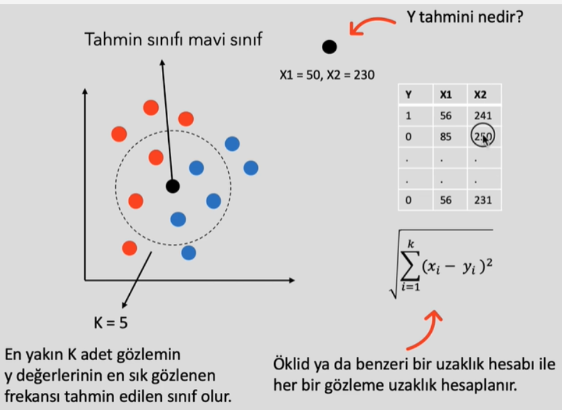 Y tahmini nedir?
Tahmin sınıfı mavi sınıf
X1 = 50, X2 = 230
Y X1 X2
1 56 241
0 85 250
. . .
. . .
0 56 231
K = 5
√∑(xᵢ − yᵢ)²
k
i=1
En yakın K adet gözlemin
y değerlerinin en sık gözlenen
frekansı tahmin edilen sınıf olur.
Öklid ya da benzeri bir uzaklık hesabı ile
her bir gözleme uzaklık hesaplanır.